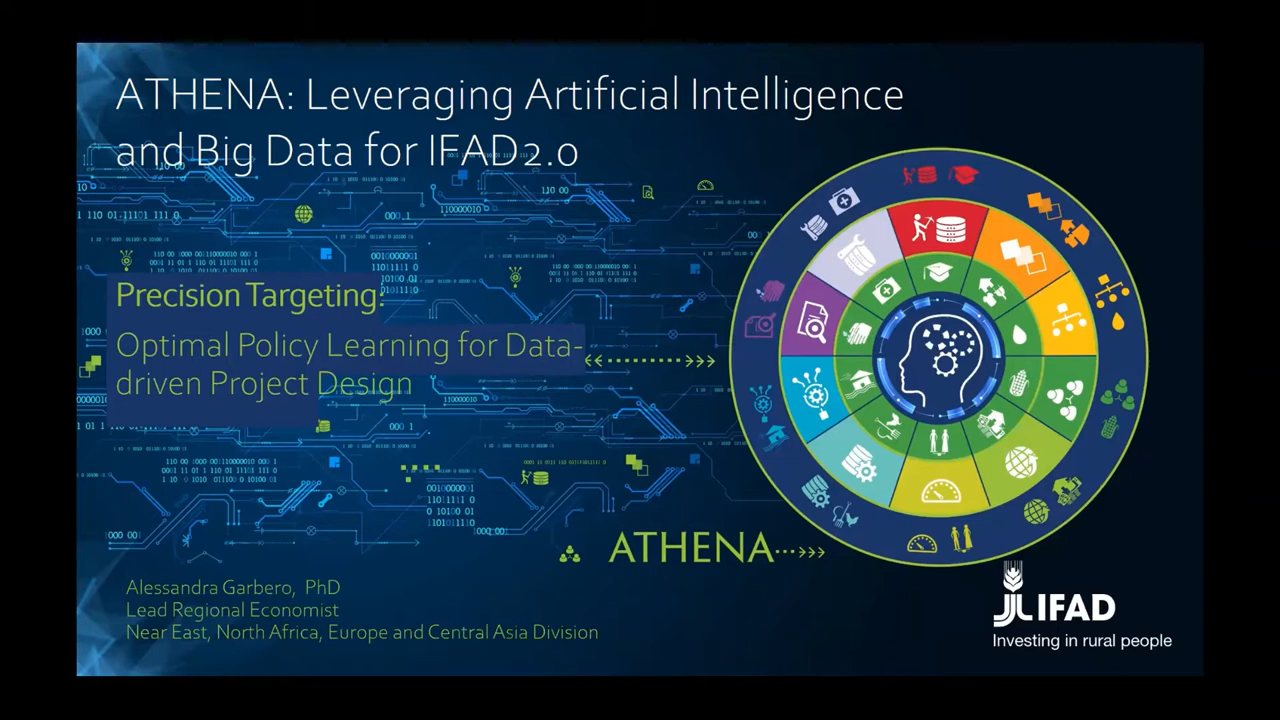 ATHENA: Leveraging Artificial Intelligence
and Big Data for IFAD2.0
Precision Targeting:
Optimal Policy Learning for Data-
driven Project Design
ATHENA
Alessandra Garbero, PhD
Lead Regional Economist
Near East, North Africa, Europe and Central Asia Division
IFAD
Investing in rural people